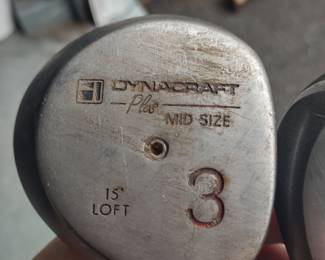 DYNACRAFT
Plus
MID SIZE
15° LOFT
3